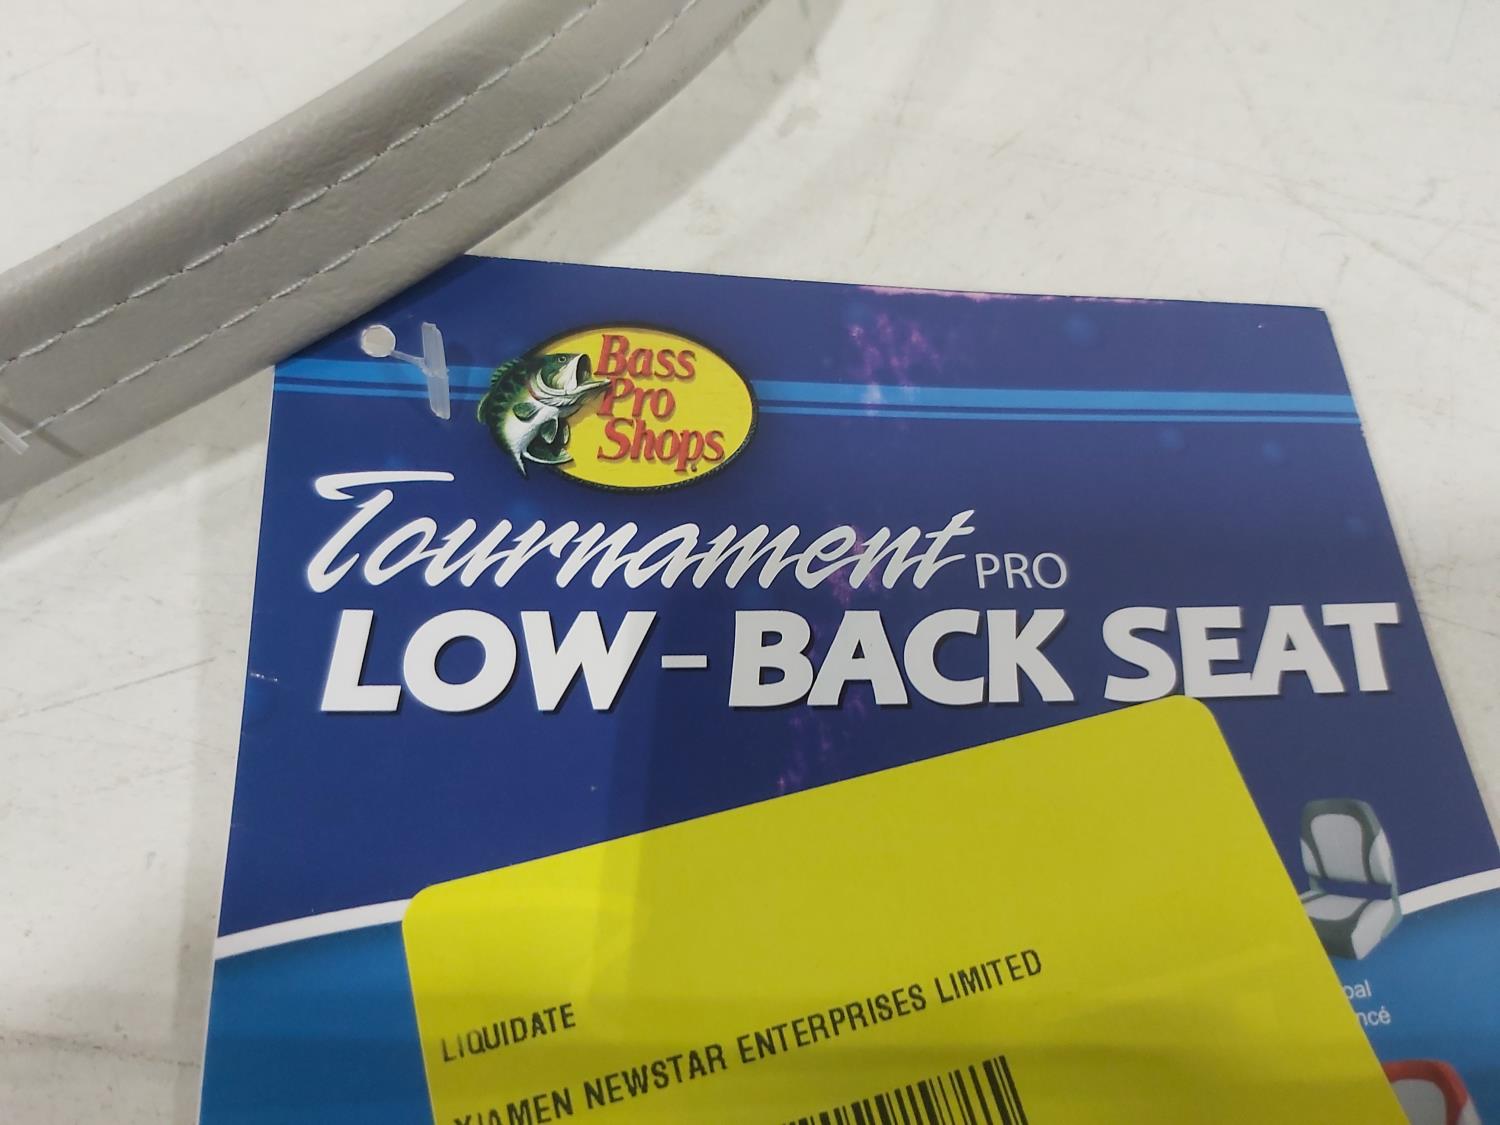 Bass
Pro
Shops
Tournament PRO
LOW-BACK SEAT
LIQUIDATE
XIAMEN NEWSTAR ENTERPRISES LIMITED